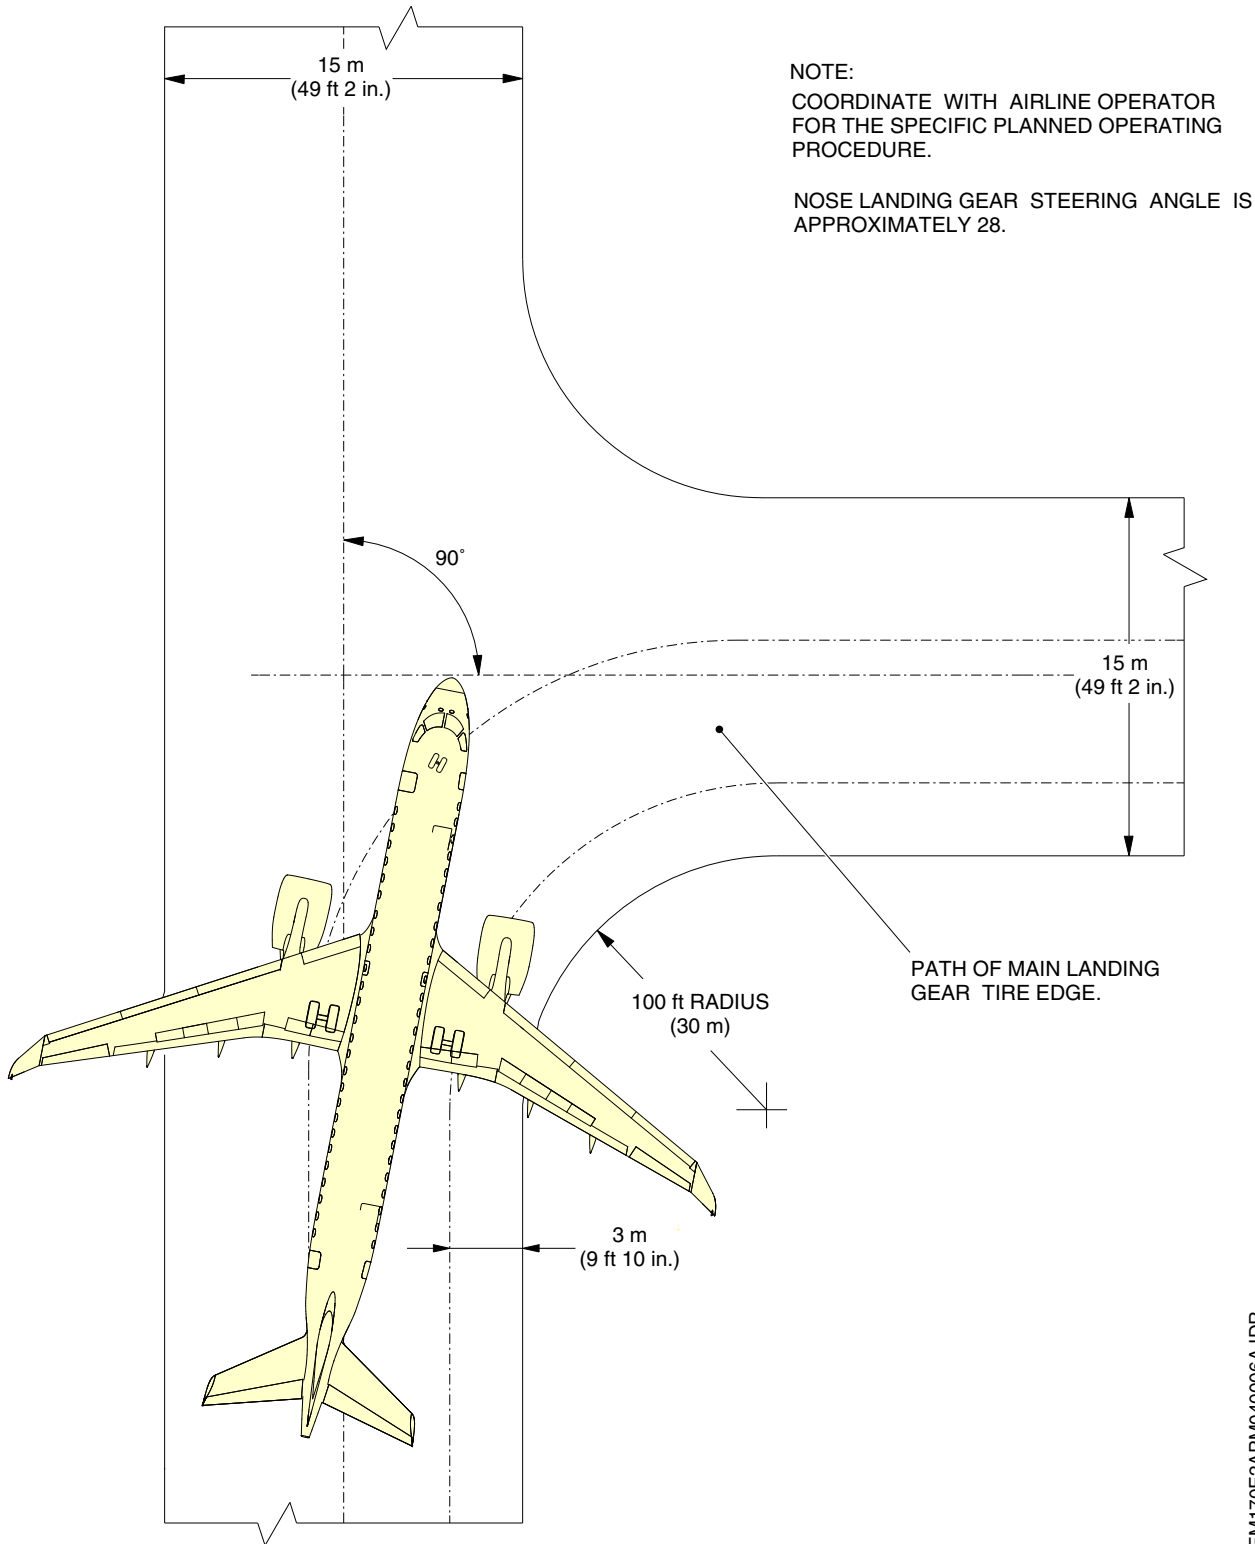 15 m
(49 ft 2 in.)
NOTE:
COORDINATE WITH AIRLINE OPERATOR
FOR THE SPECIFIC PLANNED OPERATING
PROCEDURE.
NOSE LANDING GEAR STEERING ANGLE IS
APPROXIMATELY 28.
90°
15 m
(49 ft 2 in.)
PATH OF MAIN LANDING
GEAR TIRE EDGE.
100 ft RADIUS
(30 m)
3 m
(9 ft 10 in.)